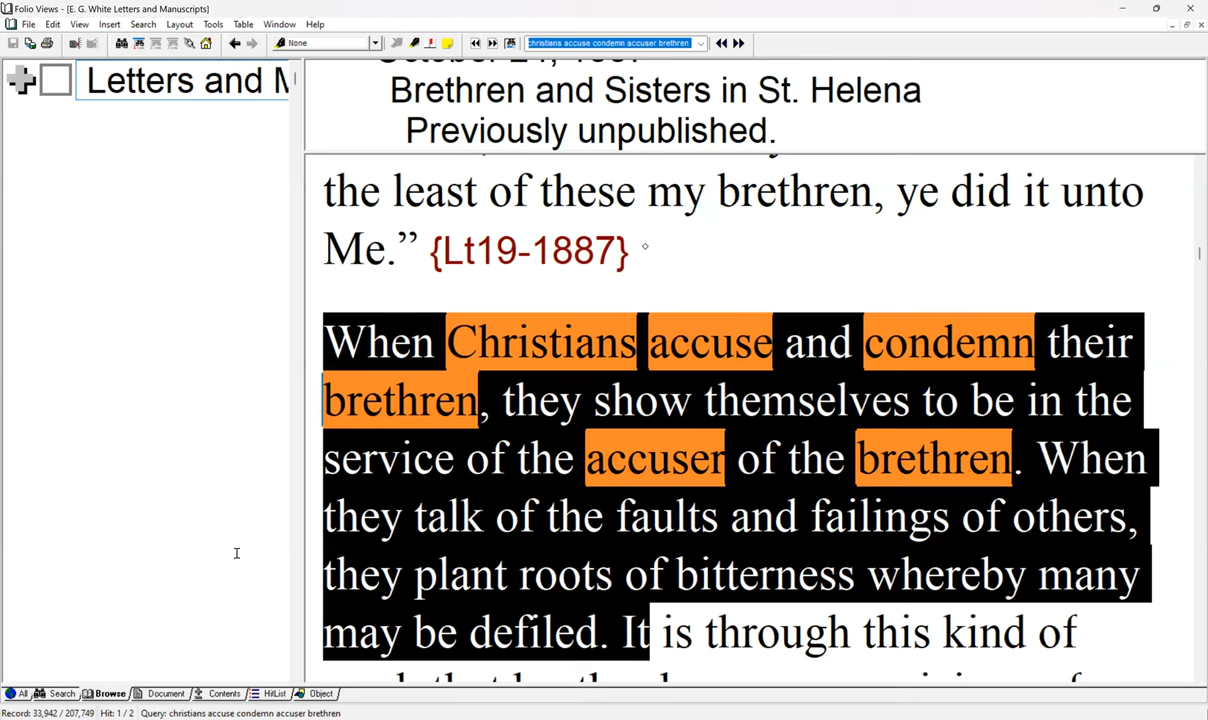 Folio Views - [E. G. White Letters and Manuscripts]
File Edit View Insert Search Layout Tools Table Window Help
None christians accuse condemn accuser brethren
Letters and M
Brethren and Sisters in St. Helena
Previously unpublished.
the least of these my brethren, ye did it unto
Me.” {Lt19-1887}
When Christians accuse and condemn their
brethren, they show themselves to be in the
service of the accuser of the brethren. When
they talk of the faults and failings of others,
they plant roots of bitterness whereby many
may be defiled. It is through this kind of
All Search Browse Document Contents HitList Object
Record: 33,942 / 207,749 Hit: 1 / 2 Query: christians accuse condemn accuser brethren